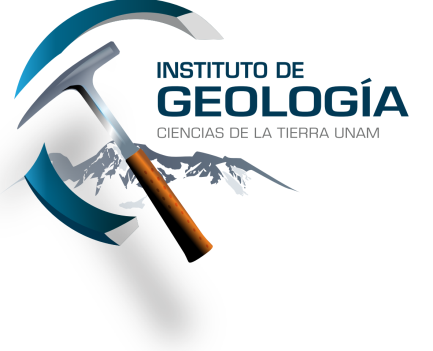 INSTITUTO DE
GEOLOGÍA
CIENCIAS DE LA TIERRA UNAM